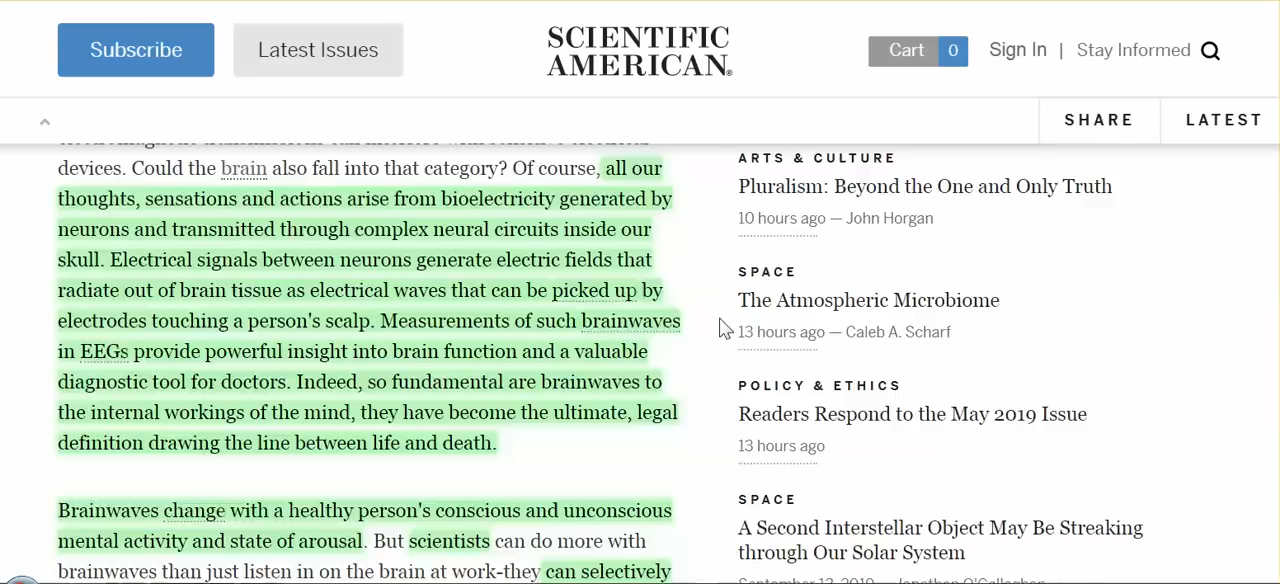 Subscribe
Latest Issues
SCIENTIFIC
AMERICAN®
Cart 0
Sign In | Stay Informed
SHARE
LATEST
devices. Could the brain also fall into that category? Of course, all our
thoughts, sensations and actions arise from bioelectricity generated by
neurons and transmitted through complex neural circuits inside our
skull. Electrical signals between neurons generate electric fields that
radiate out of brain tissue as electrical waves that can be picked up by
electrodes touching a person's scalp. Measurements of such brainwaves
in EEGs provide powerful insight into brain function and a valuable
diagnostic tool for doctors. Indeed, so fundamental are brainwaves to
the internal workings of the mind, they have become the ultimate, legal
definition drawing the line between life and death.
Brainwaves change with a healthy person's conscious and unconscious
mental activity and state of arousal. But scientists can do more with
brainwaves than just listen in on the brain at work-they can selectively
ARTS & CULTURE
Pluralism: Beyond the One and Only Truth
10 hours ago — John Horgan
SPACE
The Atmospheric Microbiome
13 hours ago — Caleb A. Scharf
POLICY & ETHICS
Readers Respond to the May 2019 Issue
13 hours ago
SPACE
A Second Interstellar Object May Be Streaking
through Our Solar System